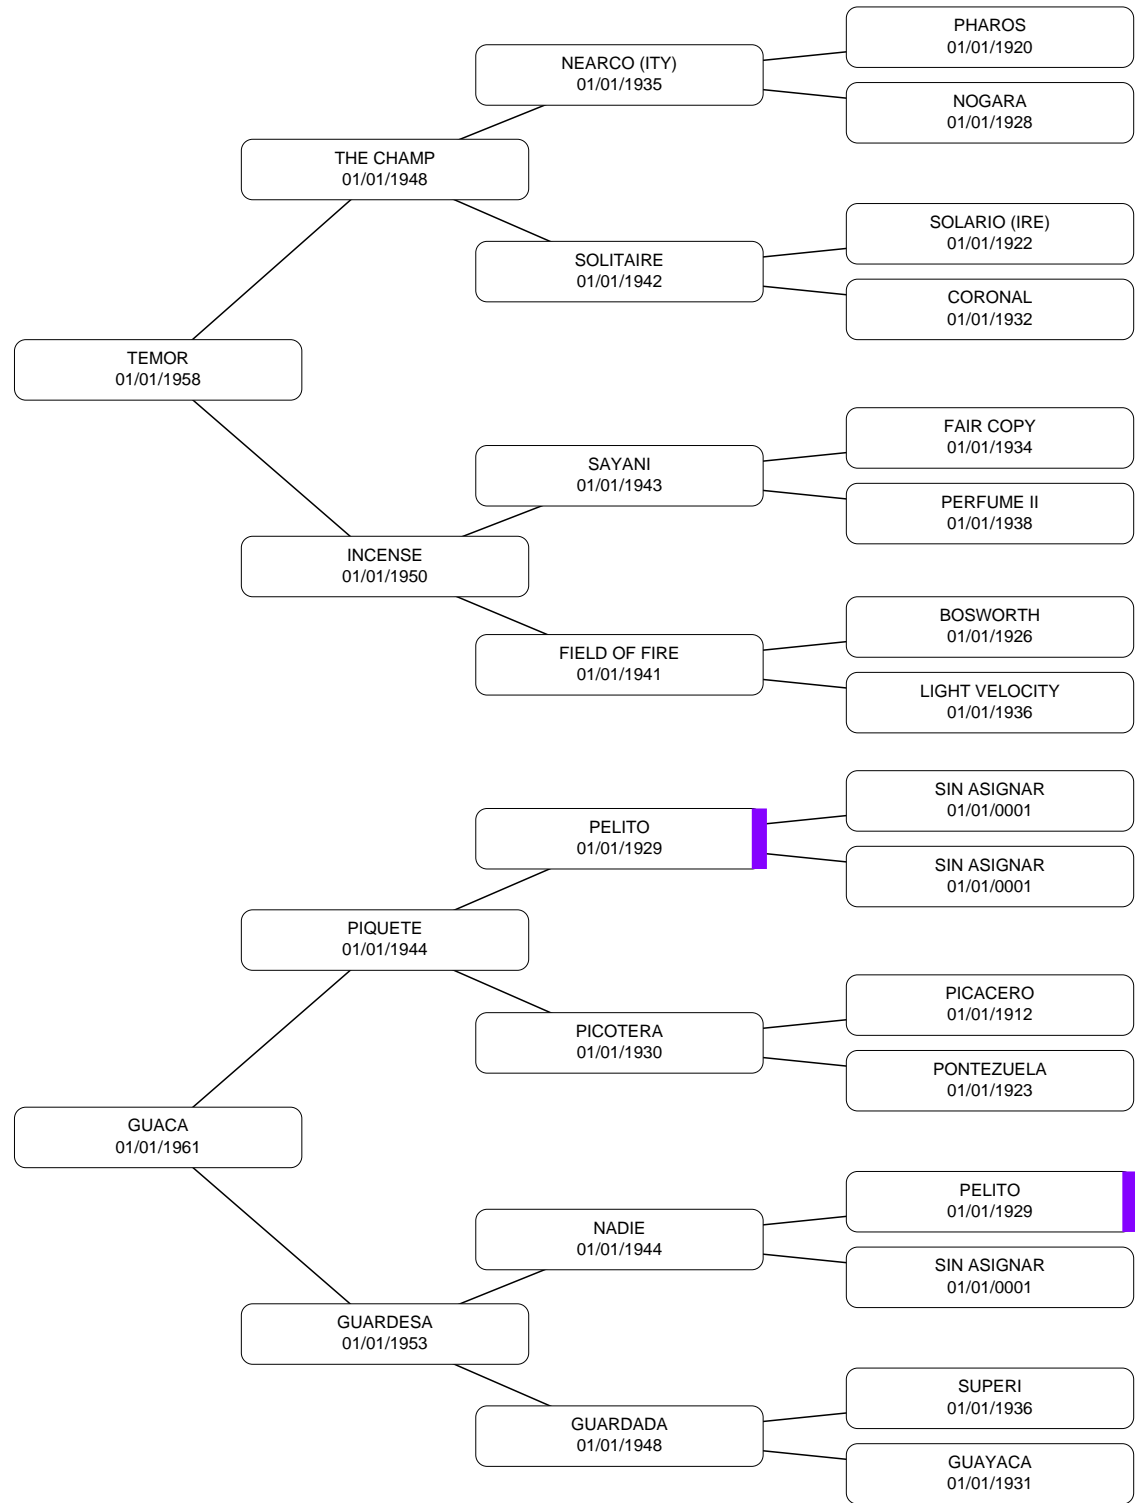 PHAROS
01/01/1920
NEARCO (ITY)
01/01/1935
NOGARA
01/01/1928
THE CHAMP
01/01/1948
SOLARIO (IRE)
01/01/1922
SOLITAIRE
01/01/1942
CORONAL
01/01/1932
TEMOR
01/01/1958
FAIR COPY
01/01/1934
SAYANI
01/01/1943
PERFUME II
01/01/1938
INCENSE
01/01/1950
BOSWORTH
01/01/1926
FIELD OF FIRE
01/01/1941
LIGHT VELOCITY
01/01/1936
SIN ASIGNAR
01/01/0001
PELITO
01/01/1929
SIN ASIGNAR
01/01/0001
PIQUETE
01/01/1944
PICACERO
01/01/1912
PICOTERA
01/01/1930
PONTEZUELA
01/01/1923
GUACA
01/01/1961
PELITO
01/01/1929
NADIE
01/01/1944
SIN ASIGNAR
01/01/0001
GUARDESA
01/01/1953
SUPERI
01/01/1936
GUARDADA
01/01/1948
GUAYACA
01/01/1931